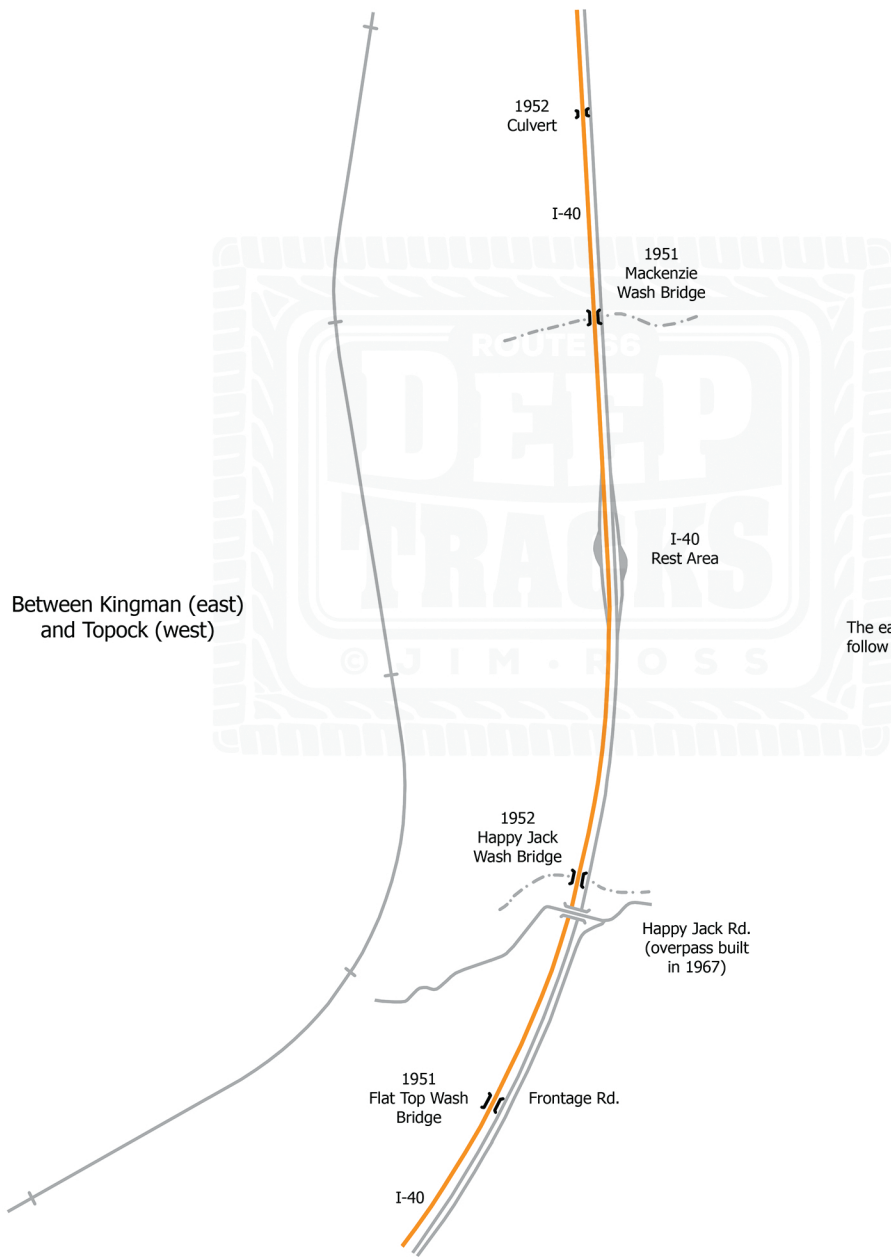 1952
Culvert
I-40
1951
Mackenzie
Wash Bridge
ROUTE 66
DEEP
TRACKS
© JIM · ROSS
I-40
Rest Area
Between Kingman (east)
and Topock (west)
The ea
follow
1952
Happy Jack
Wash Bridge
Happy Jack Rd.
(overpass built
in 1967)
1951
Flat Top Wash
Bridge
Frontage Rd.
I-40